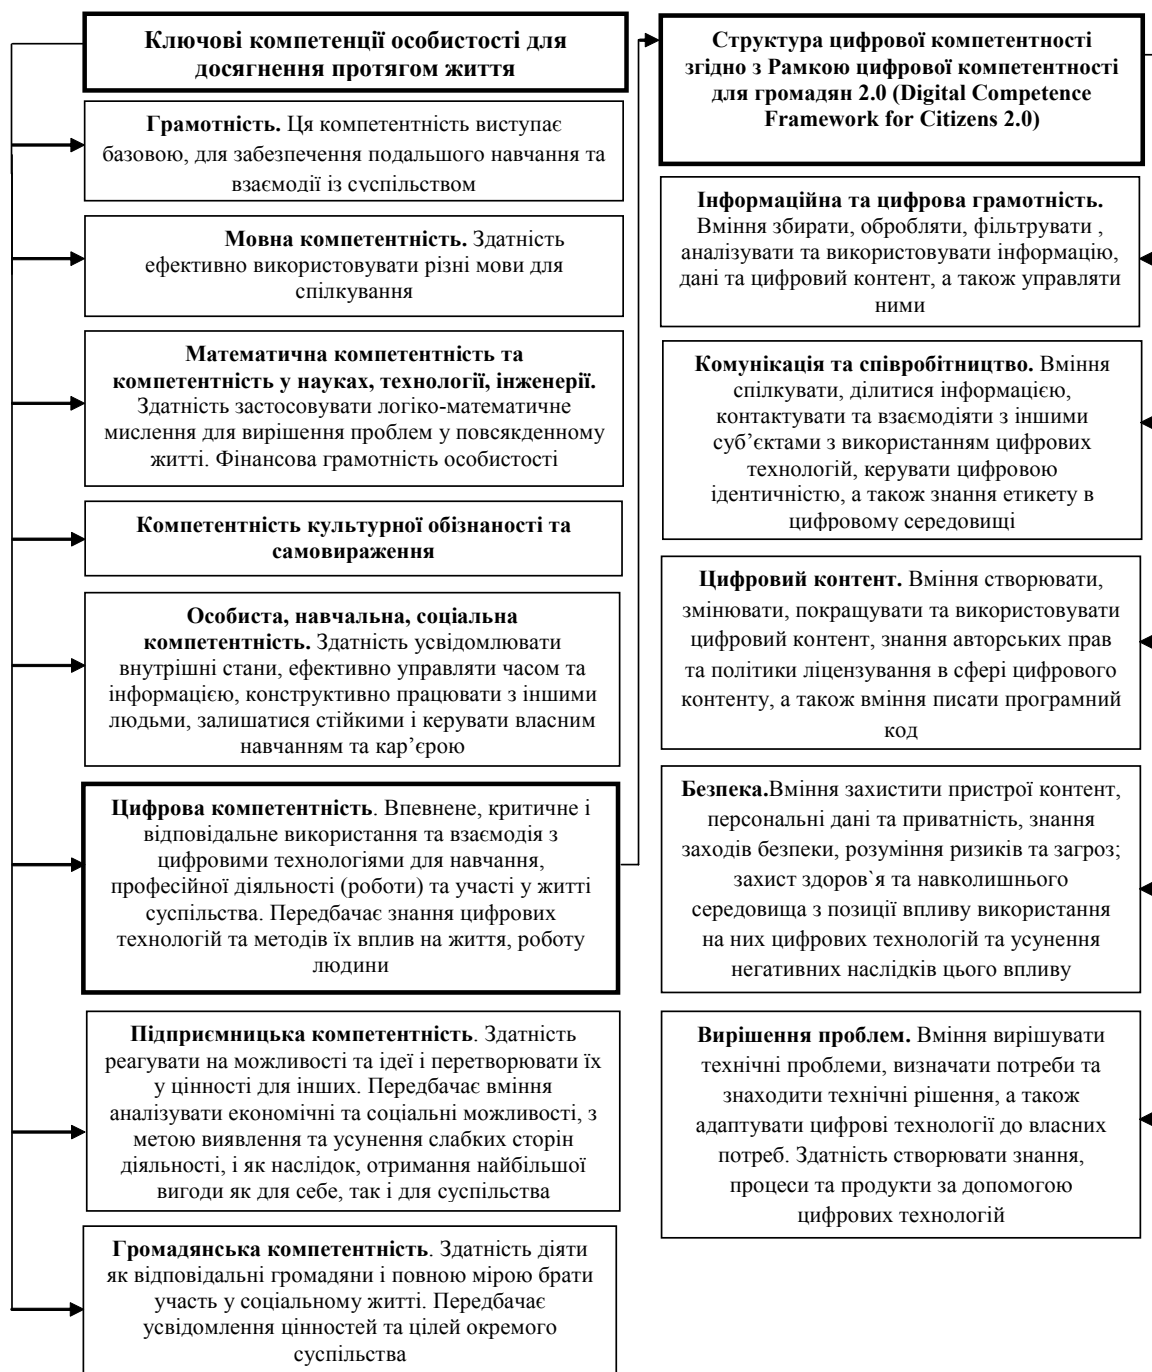 Ключові компетенції особистості для
досягнення протягом життя
Грамотність. Ця компетентність виступає
базовою, для забезпечення подальшого навчання та
взаємодії із суспільством
Мовна компетентність. Здатність
ефективно використовувати різні мови для
спілкування
Математична компетентність та
компетентність у науках, технології, інженерії.
Здатність застосовувати логіко-математичне
мислення для вирішення проблем у повсякденному
житті. Фінансова грамотність особистості
Компетентність культурної обізнаності та
самовираження
Особиста, навчальна, соціальна
компетентність. Здатність усвідомлювати
внутрішні стани, ефективно управляти часом та
інформацією, конструктивно працювати з іншими
людьми, залишатися стійкими і керувати власним
навчанням та кар’єрою
Цифрова компетентність. Впевнене, критичне і
відповідальне використання та взаємодія з
цифровими технологіями для навчання,
професійної діяльності (роботи) та участі у житті
суспільства. Передбачає знання цифрових
технологій та методів їх вплив на життя, роботу
людини
Підприємницька компетентність. Здатність
реагувати на можливості та ідеї і перетворювати їх
у цінності для інших. Передбачає вміння
аналізувати економічні та соціальні можливості, з
метою виявлення та усунення слабких сторін
діяльності, і як наслідок, отримання найбільшої
вигоди як для себе, так і для суспільства
Громадянська компетентність. Здатність діяти
як відповідальні громадяни і повною мірою брати
участь у соціальному житті. Передбачає
усвідомлення цінностей та цілей окремого
суспільства
Структура цифрової компетентності
згідно з Рамкою цифрової компетентності
для громадян 2.0 (Digital Competence
Framework for Citizens 2.0)
Інформаційна та цифрова грамотність.
Вміння збирати, обробляти, фільтрувати ,
аналізувати та використовувати інформацію,
дані та цифровий контент, а також управляти
ними
Комунікація та співробітництво. Вміння
спілкувати, ділитися інформацією,
контактувати та взаємодіяти з іншими
суб’єктами з використанням цифрових
технологій, керувати цифровою
ідентичністю, а також знання етикету в
цифровому середовищі
Цифровий контент. Вміння створювати,
змінювати, покращувати та використовувати
цифровий контент, знання авторських прав
та політики ліцензування в сфері цифрового
контенту, а також вміння писати програмний
код
Безпека.Вміння захистити пристрої контент,
персональні дані та приватність, знання
заходів безпеки, розуміння ризиків та загроз;
захист здоров`я та навколишнього
середовища з позиції впливу використання
на них цифрових технологій та усунення
негативних наслідків цього впливу
Вирішення проблем. Вміння вирішувати
технічні проблеми, визначати потреби та
знаходити технічні рішення, а також
адаптувати цифрові технології до власних
потреб. Здатність створювати знання,
процеси та продукти за допомогою
цифрових технологій